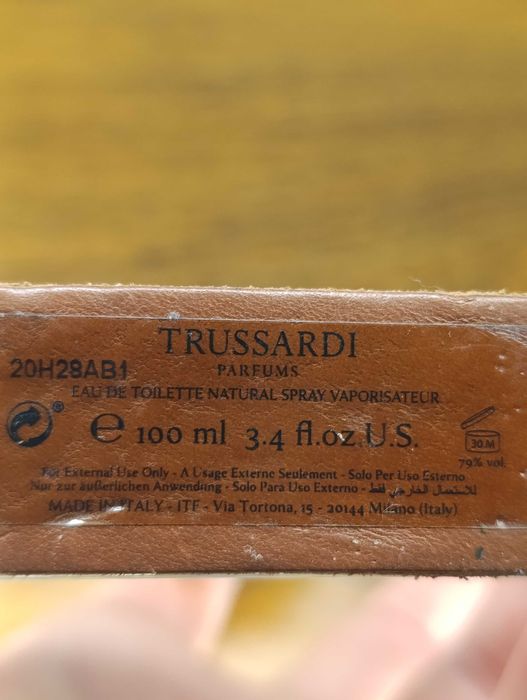 TRUSSARDI
PARFUMS
20H28AB1
EAU DE TOILETTE NATURAL SPRAY VAPORISATEUR
® e 100 ml 3.4 fl.oz.U.S.
30 M
79% vol.
For External Use Only - A Usage Externe Seulement - Solo Per Uso Esterno
Nur zur äußerlichen Anwendung - Solo Para Uso Externo - للاستعمال الخارجي فقط
MADE IN ITALY - ITF - Via Tortona, 15 - 20144 Milano (Italy)